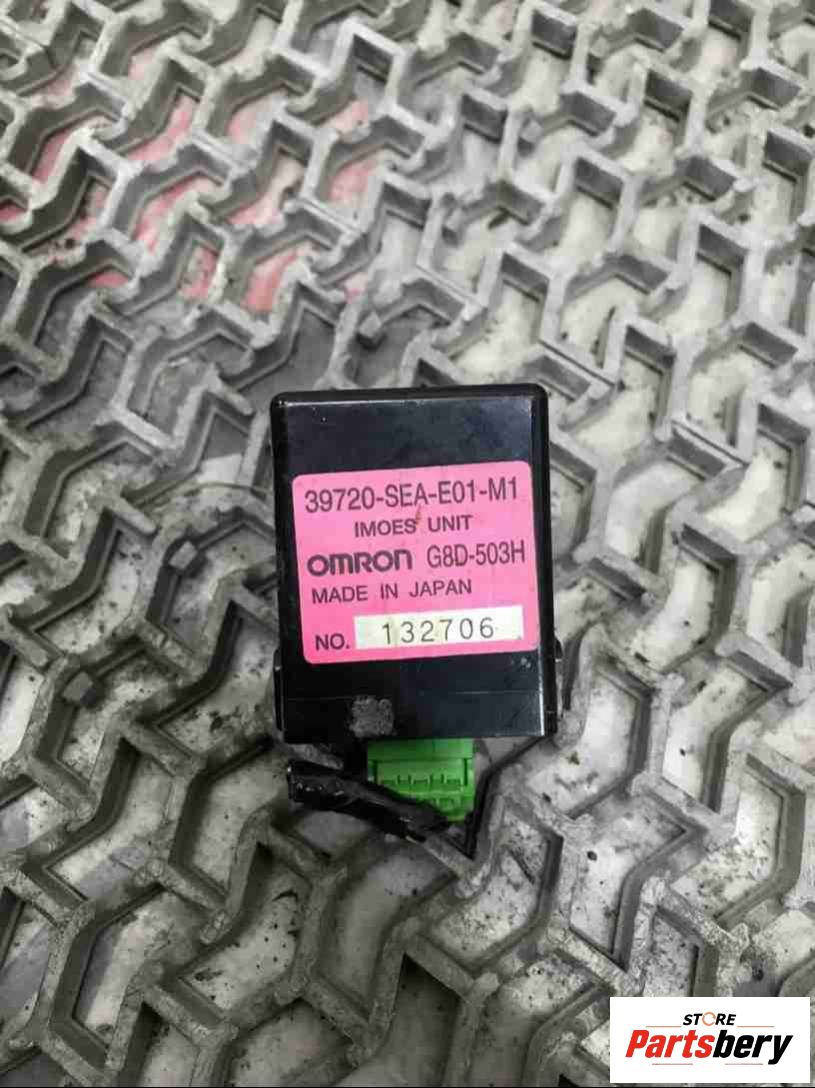 39720-SEA-E01-M1
IMOES UNIT
OMRON G8D-503H
MADE IN JAPAN
NO. 132706
STORE
Partsbery